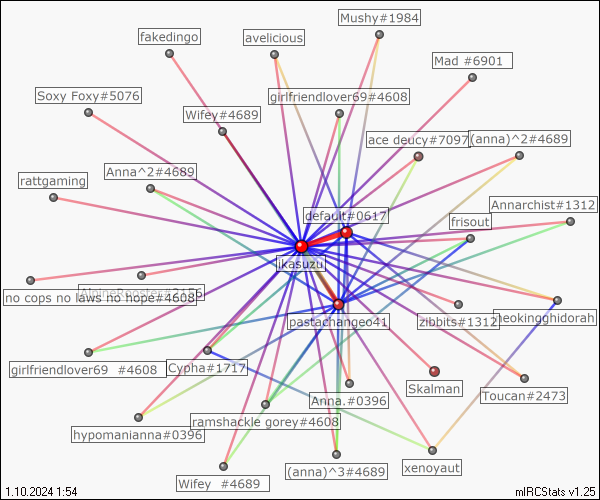 Mushy#1984
fakedingo
avelicious
Mad #6901
Soxy Foxy#5076
girlfriendlover69#4608
Wifey#4689
ace deucy#7097
(anna)^2#4689
Anna^2#4689
rattgaming
Annarchist#1312
default#0617
frisout
ikasuzu
no cops no laws no hope#4608
pastachangeo41
zibbits#1312
girlfriendlover69 #4608
Cypha#1717
Skalman
Toucan#2473
Anna.#0396
ramshackle gorey#4608
hypomanianna#0396
Wifey #4689
(anna)^3#4689
xenoyaut
1.10.2024 1:54
mIRCStats v1.25